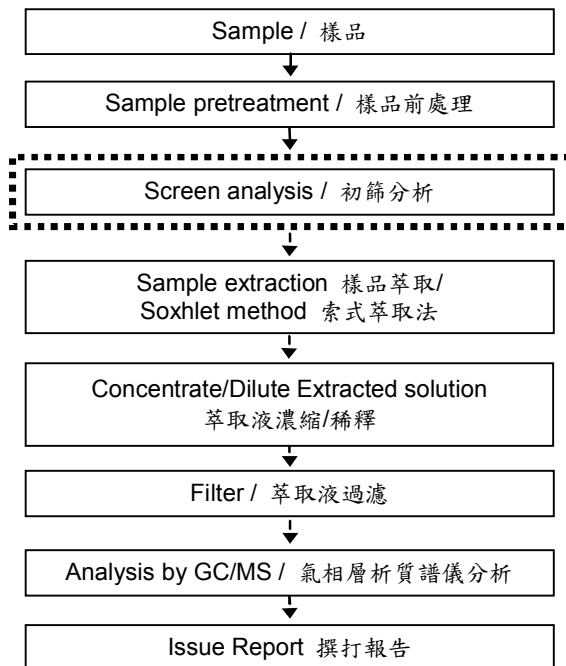 Sample / 樣品
Sample pretreatment / 樣品前處理
Screen analysis / 初篩分析
Sample extraction 樣品萃取/
Soxhlet method 索式萃取法
Concentrate/Dilute Extracted solution
萃取液濃縮/稀釋
Filter / 萃取液過濾
Analysis by GC/MS / 氣相層析質譜儀分析
Issue Report 撰打報告